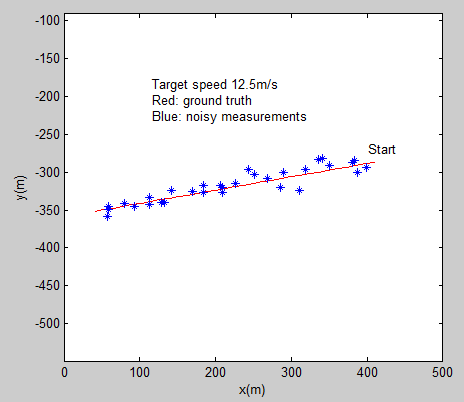 -100
-150
-200
-250
-300
-350
-400
-450
-500
y(m)
Target speed 12.5m/s
Red: ground truth
Blue: noisy measurements
Start
0 100 200 300 400 500
x(m)